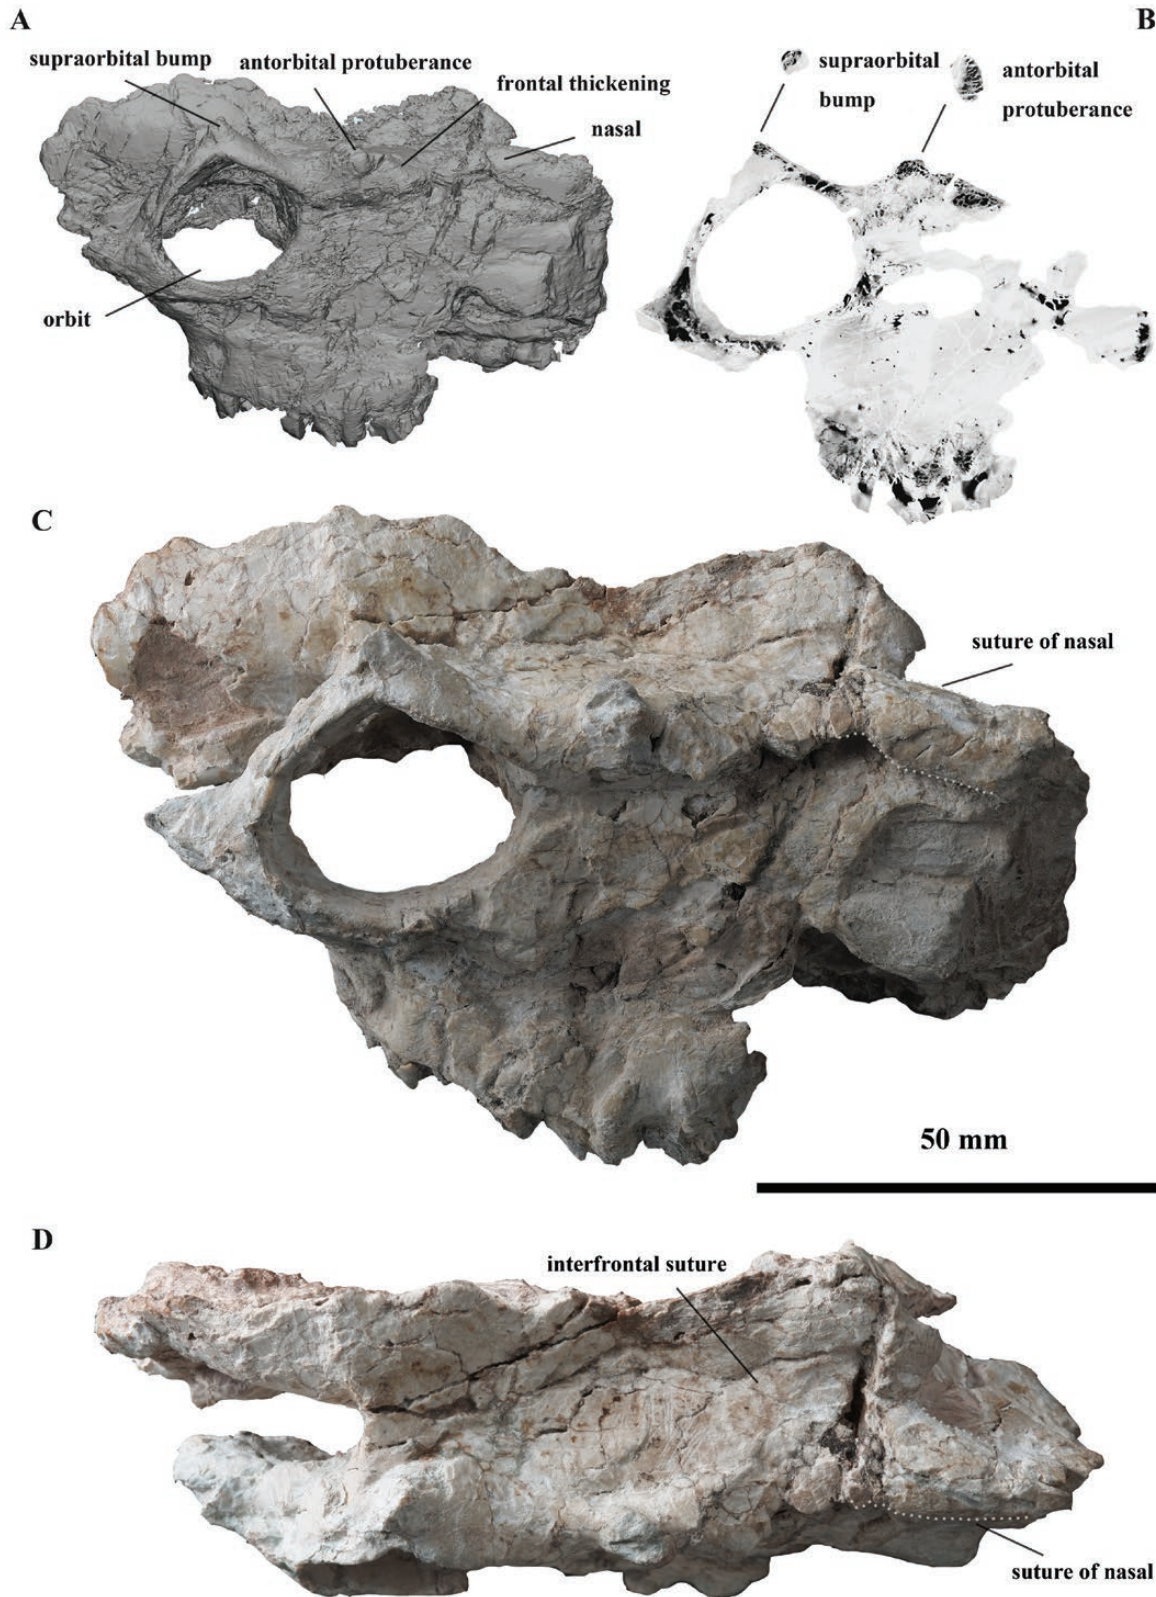 A
B
supraorbital bump
antorbital protuberance
frontal thickening
nasal
orbit
supraorbital
bump
antorbital
protuberance
C
suture of nasal
50 mm
D
interfrontal suture
suture of nasal